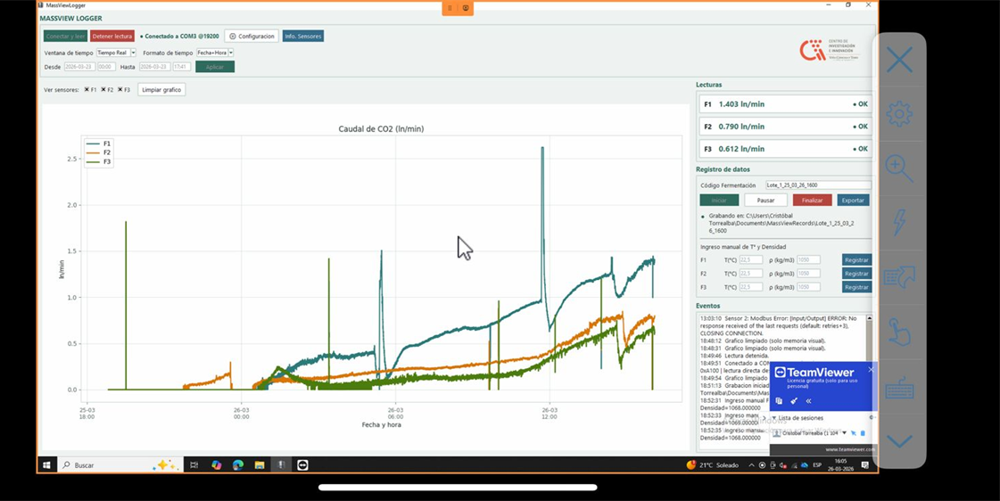 MassViewLogger
MASSVIEW LOGGER
Conectar y leer Detener lectura • Conectado a COM3 @19200 Configuracion Info. Sensores
Ventana de tiempo Tiempo Real Formato de tiempo Fecha+Hora
Desde 2026-03-23 00:00 Hasta 2026-03-23 17:41 Aplicar
CENTRO DE
INVESTIGACIÓN
E INNOVACIÓN
Ver sensores: F1 F2 F3 Limpiar grafico
Caudal de CO2 (ln/min)
F1
F2
F3
ln/min
2.5
2.0
1.5
1.0
0.5
0.0
25-03
18:00
26-03
00:00
26-03
06:00
26-03
12:00
Fecha y hora
Lecturas
F1 1.403 ln/min • OK
F2 0.790 ln/min • OK
F3 0.612 ln/min • OK
Registro de datos
Código Fermentación Lote_1_25_03_26_1600
Iniciar Pausar Finalizar Exportar
• Grabando en: C:\Users\Cristóbal
Torrealba\Documents\MassViewRecords\Lote_1_25_03_2
6_1600
Ingreso manual de T° y Densidad
F1 T(°C) 22,5 ρ (kg/m3) 1050 Registrar
F2 T(°C) 22,5 ρ (kg/m3) 1050 Registrar
F3 T(°C) 22,5 ρ (kg/m3) 1050 Registrar
Eventos
13:03:10 Sensor 2: Modbus Error: [Input/Output] ERROR: No
response received of the last requests (default: retries+3),
CLOSING CONNECTION.
18:48:12 Grafico limpiado (solo memoria visual).
18:48:31 Grafico limpiado (solo memoria visual).
18:49:46 Lectura detenida.
18:49:51 Conectado a COM
0xA100 | lectura directa de
18:49:54 Grafico limpiado
18:51:13 Grabacion iniciad
Torrealba\Documents\Mas
18:52:31 Ingreso manual F
Densidad=1068.000000
18:52:33 Ingreso manu
Densidad=1069.000000
18:52:35 Ingreso manu
Densidad=1068.000000
TeamViewer
Licencia gratuita (solo para uso
personal)
Lista de sesiones
Cristobal Torrealba (1 104
www.teamviewer.com
Buscar
21°C Soleado
ESP
16:05
26-03-2026